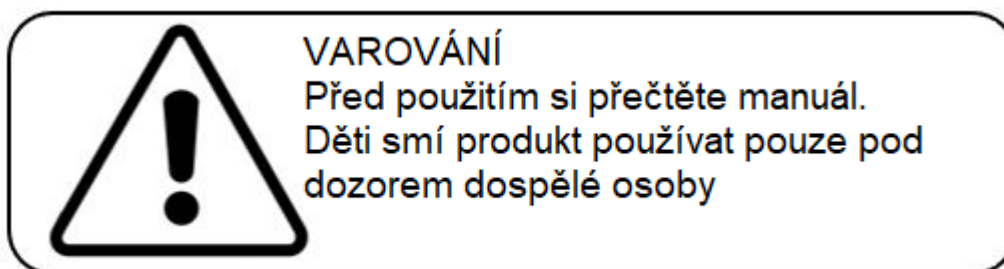 VAROVÁNÍ
Před použitím si přečtěte manuál.
Děti smí produkt používat pouze pod
dozorem dospělé osoby